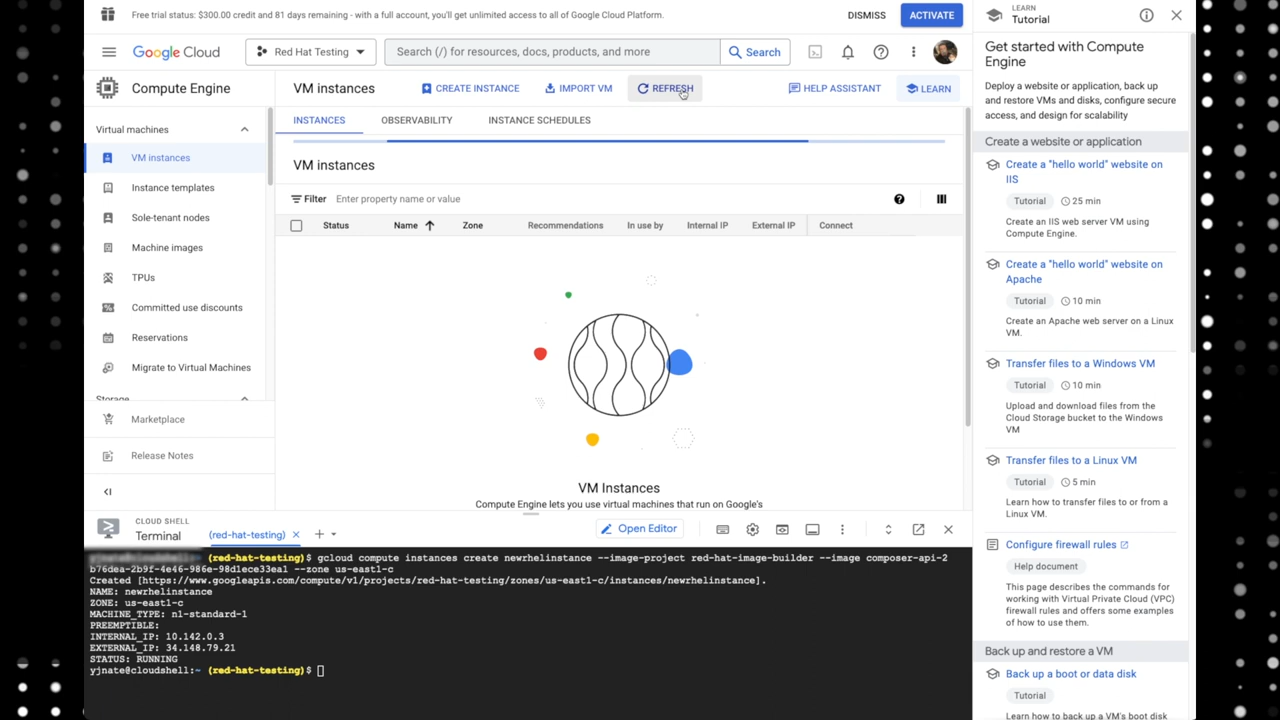 Free trial status: $300.00 credit and 81 days remaining - with a full account, you'll get unlimited access to all of Google Cloud Platform.
DISMISS
ACTIVATE
Google Cloud
Red Hat Testing
Search (/) for resources, docs, products, and more
Search
Compute Engine
VM instances
CREATE INSTANCE
IMPORT VM
REFRESH
HELP ASSISTANT
LEARN
Virtual machines
VM instances
Instance templates
Sole-tenant nodes
Machine images
TPUs
Committed use discounts
Reservations
Migrate to Virtual Machines
Storage
Marketplace
Release Notes
INSTANCES
OBSERVABILITY
INSTANCE SCHEDULES
VM instances
Filter
Enter property name or value
Status
Name
Zone
Recommendations
In use by
Internal IP
External IP
Connect
VM Instances
Compute Engine lets you use virtual machines that run on Google's
LEARN
Tutorial
Get started with Compute
Engine
Deploy a website or application, back up
and restore VMs and disks, configure secure
access, and design for scalability
Create a website or application
Create a "hello world" website on
IIS
Tutorial
25 min
Create an IIS web server VM using
Compute Engine.
Create a "hello world" website on
Apache
Tutorial
10 min
Create an Apache web server on a Linux
VM.
Transfer files to a Windows VM
Tutorial
10 min
Upload and download files from the
Cloud Storage bucket to the Windows
VM
Transfer files to a Linux VM
Tutorial
5 min
Learn how to transfer files to or from a
Linux VM.
Configure firewall rules
Help document
This page describes the commands for
working with Virtual Private Cloud (VPC)
firewall rules and offers some examples
of how to use them.
Back up and restore a VM
Back up a boot or data disk
Tutorial
Learn how to back up a VM's boot disk
CLOUD SHELL
Terminal
(red-hat-testing)
Open Editor
(red-hat-testing)$ gcloud compute instances create newrhelinstance --image-project red-hat-image-builder --image composer-api-2
b76dea-2b9f-4e46-986e-98d1ece33eal --zone us-east1-c
Created [https://www.googleapis.com/compute/v1/projects/red-hat-testing/zones/us-east1-c/instances/newrhelinstance].
NAME: newrhelinstance
ZONE: us-east1-c
MACHINE_TYPE: n1-standard-1
PREEMPTIBLE:
INTERNAL_IP: 10.142.0.3
EXTERNAL_IP: 34.148.79.21
STATUS: RUNNING
yjnate@cloudshell:~ (red-hat-testing)$